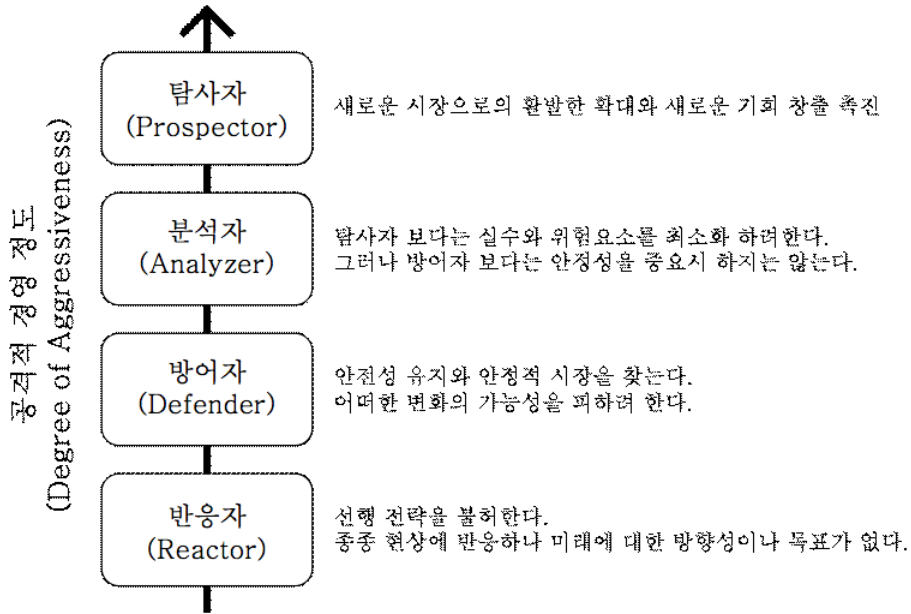 공격적 경영 정도
(Degree of Aggressiveness)
탐사자
(Prospector)
새로운 시장으로의 활발한 확대와 새로운 기회 창출 촉진
분석자
(Analyzer)
탐사자 보다는 실수와 위험요소를 최소화 하려한다.
그러나 방어자 보다는 안정성을 중요시 하지는 않는다.
방어자
(Defender)
안전성 유지와 안정적 시장을 찾는다.
어떠한 변화의 가능성을 피하려 한다.
반응자
(Reactor)
선행 전략을 불허한다.
종종 현상에 반응하나 미래에 대한 방향성이나 목표가 없다.